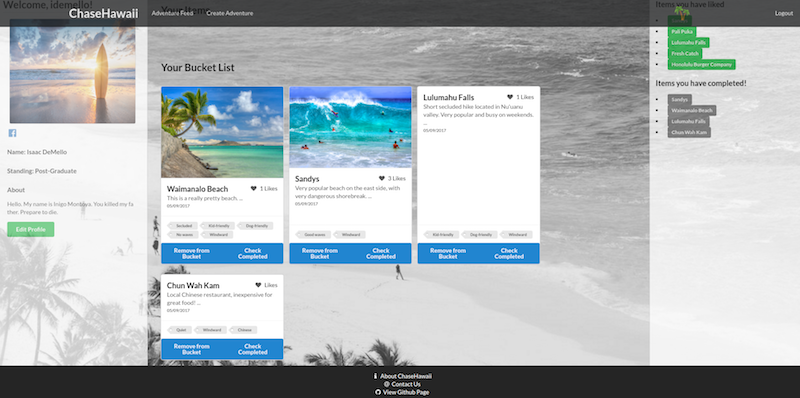 Welcome, idemello!
ChaseHawaii
Adventure Feed
Create Adventure
Logout
Your Items
Name: Isaac DeMello
Standing: Post-Graduate
About
Hello. My name is Inigo Montoya. You killed my fa
ther. Prepare to die.
Edit Profile
Your Bucket List
Waimanalo Beach
1 Likes
This is a really pretty beach. ...
05/09/2017
Secluded
Kid-friendly
Dog-friendly
No waves
Windward
Remove from
Bucket
Check
Completed
Sandys
3 Likes
Very popular beach on the east side, with
very dangerous shorebreak. ...
05/09/2017
Good waves
Windward
Remove from
Bucket
Check
Completed
Lulumahu Falls
1 Likes
Short secluded hike located in Nu'uanu
valley. Very popular and busy on weekends.
...
05/09/2017
Kid-friendly
Dog-friendly
Windward
Remove from
Bucket
Check
Completed
Chun Wah Kam
Likes
Local Chinese restaurant, inexpensive for
great food! ...
05/09/2017
Quiet
Windward
Chinese
Remove from
Bucket
Check
Completed
Items you have liked
Pali Puka
Lulumahu Falls
Fresh Catch
Honolulu Burger Company
Items you have completed!
Sandys
Waimanalo Beach
Lulumahu Falls
Chun Wah Kam
About ChaseHawaii
Contact Us
View Github Page